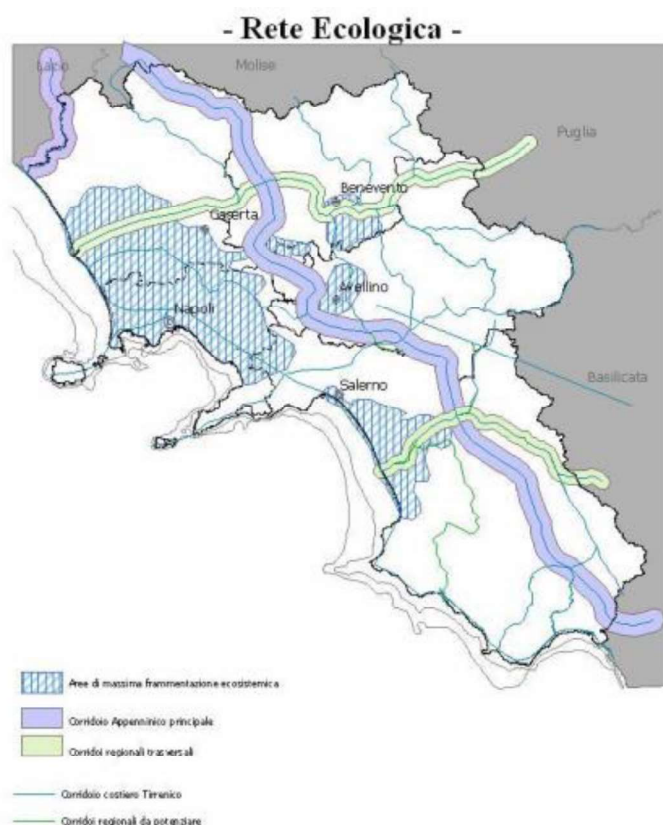 - Rete Ecologica -
Lazio
Molise
Puglia
Benevento
Caserta
Avellino
Napoli
Basilicata
Salerno
Aree di massima frammentazione ecosistemica
Corridoio Appenninico principale
Corridoi regionali trasversali
Corridoio costiero Tirrenico
Corridoi regionali da potenziare